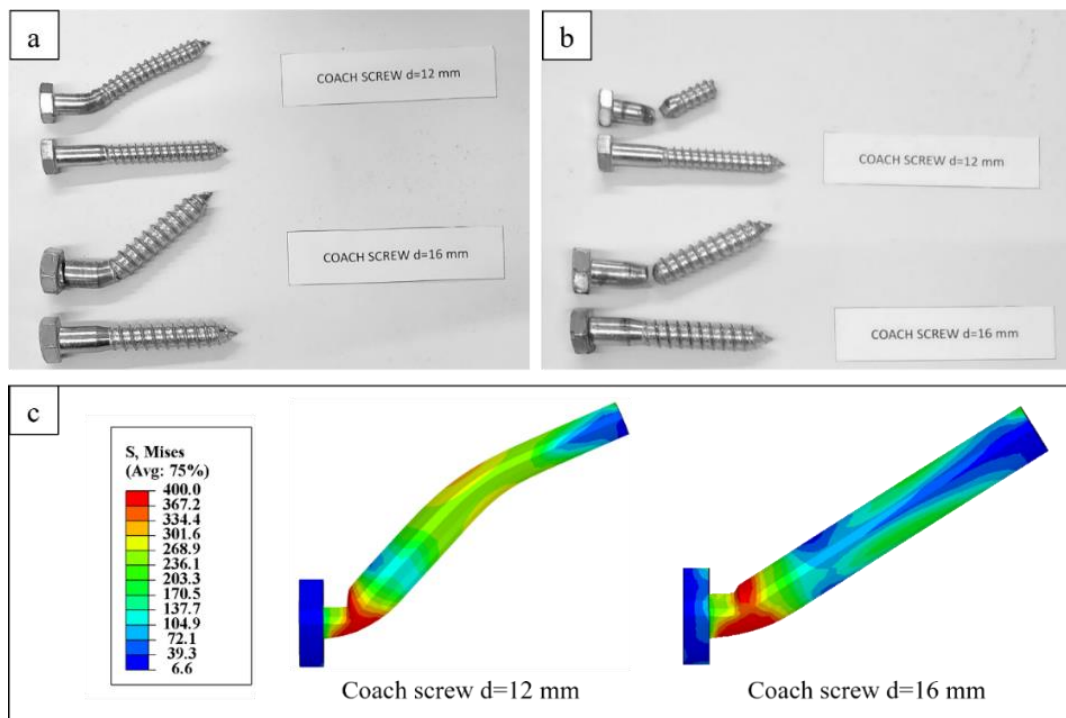 a
COACH SCREW d=12 mm
COACH SCREW d=16 mm
b
COACH SCREW d=12 mm
COACH SCREW d=16 mm
c
S, Mises
(Avg: 75%)
400.0
367.2
334.4
301.6
268.9
236.1
203.3
170.5
137.7
104.9
72.1
39.3
6.6
Coach screw d=12 mm
Coach screw d=16 mm